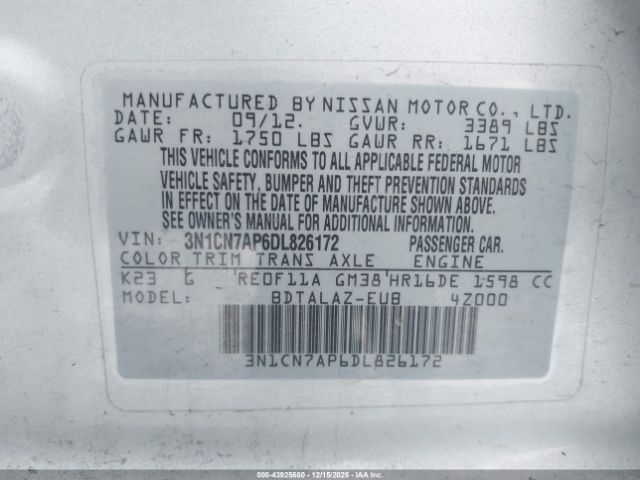 MANUFACTURED BY NISSAN MOTOR CO., LTD.
DATE: 09/12. GVWR: 3389 LBS
GAWR FR: 1750 LBS GAWR RR: 1671 LBS
THIS VEHICLE CONFORMS TO ALL APPLICABLE FEDERAL MOTOR
VEHICLE SAFETY, BUMPER AND THEFT PREVENTION STANDARDS
IN EFFECT ON THE DATE OF MANUFACTURE SHOWN ABOVE.
SEE OWNER'S MANUAL FOR ADDITIONAL INFORMATION.
VIN: 3N1CN7AP6DL826172 PASSENGER CAR.
COLOR TRIM TRANS AXLE ENGINE
K23 G RE0F11A GM38 HR16DE 1598 CC
MODEL: BDTALAZ-EUB 4Z000
3N1CN7AP6DL826172
000-43925680 - 12/15/2025 - IAAI.COM